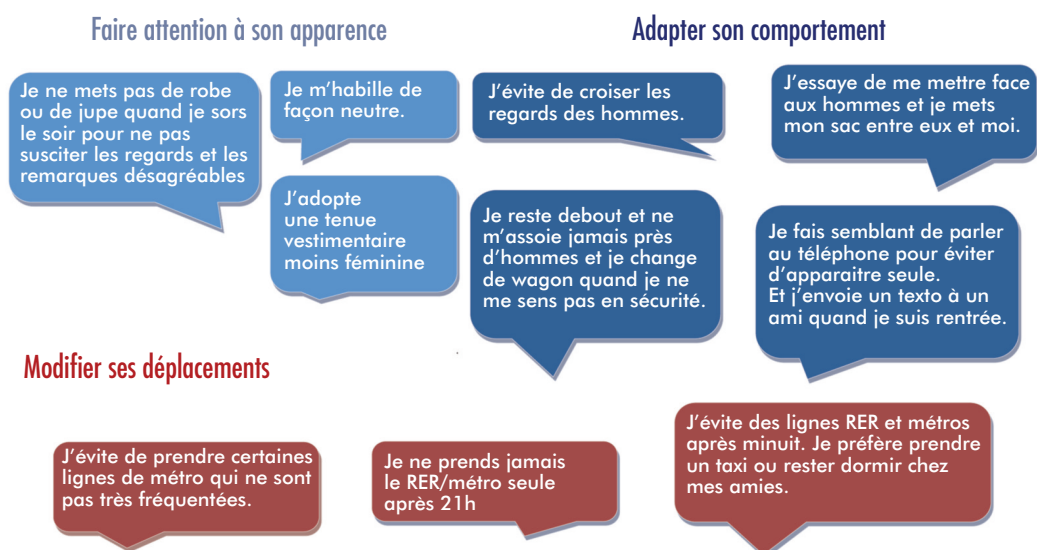 Faire attention à son apparence
Je ne mets pas de robe
ou de jupe quand je sors
le soir pour ne pas
susciter les regards et les
remarques désagréables
Je m'habille de
façon neutre.
J'adopte
une tenue
vestimentaire
moins féminine
Adapter son comportement
J'évite de croiser les
regards des hommes.
J'essaye de me mettre face
aux hommes et je mets
mon sac entre eux et moi.
Je reste debout et ne
m'assoie jamais près
d'hommes et je change
de wagon quand je ne
me sens pas en sécurité.
Je fais semblant de parler
au téléphone pour éviter
d'apparaitre seule.
Et j'envoie un texto à un
ami quand je suis rentrée.
Modifier ses déplacements
J'évite de prendre certaines
lignes de métro qui ne sont
pas très fréquentées.
Je ne prends jamais
le RER/métro seule
après 21h
J'évite des lignes RER et métros
après minuit. Je préfère prendre
un taxi ou rester dormir chez
mes amies.